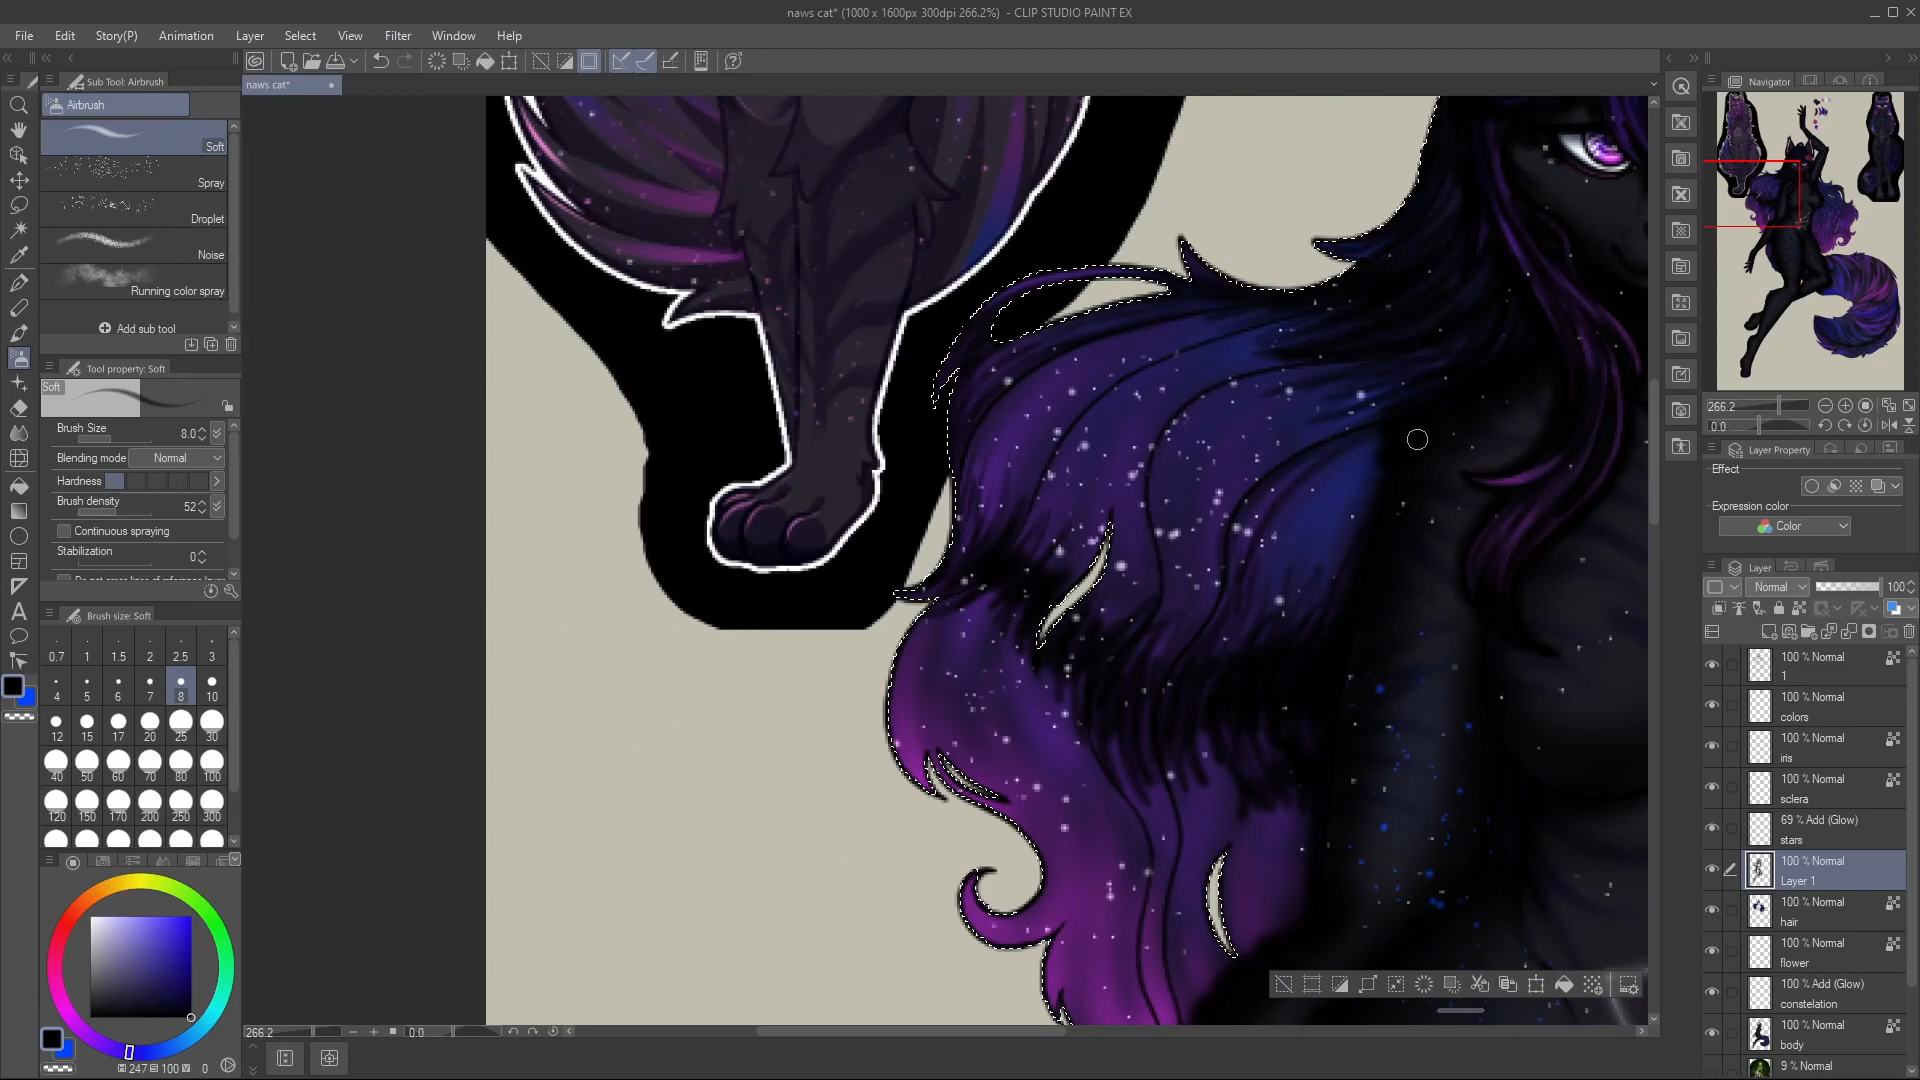 naws cat* (1000 x 1600px 300dpi 266.2%) - CLIP STUDIO PAINT EX
File Edit Story(P) Animation Layer Select View Filter Window Help
Sub Tool: Airbrush
naws cat*
Navigator
Airbrush
Soft
Spray
Droplet
Noise
Running color spray
Add sub tool
Tool property: Soft
Soft
Brush Size 8.0
Blending mode Normal
Hardness
Brush density 52
Continuous spraying
Stabilization 0
Brush size: Soft
0.7 1 1.5 2 2.5 3
4 5 6 7 8 10
12 15 17 20 25 30
40 50 60 70 80 100
120 150 170 200 250 300
247 100 0
266.2 0.0
266.2
0.0
Layer Property
Effect
Expression color
Color
Layer
Normal 100
100 % Normal
1
100 % Normal
colors
100 % Normal
iris
100 % Normal
sclera
69 % Add (Glow)
stars
100 % Normal
Layer 1
100 % Normal
hair
100 % Normal
flower
100 % Add (Glow)
constelation
100 % Normal
body
9 % Normal